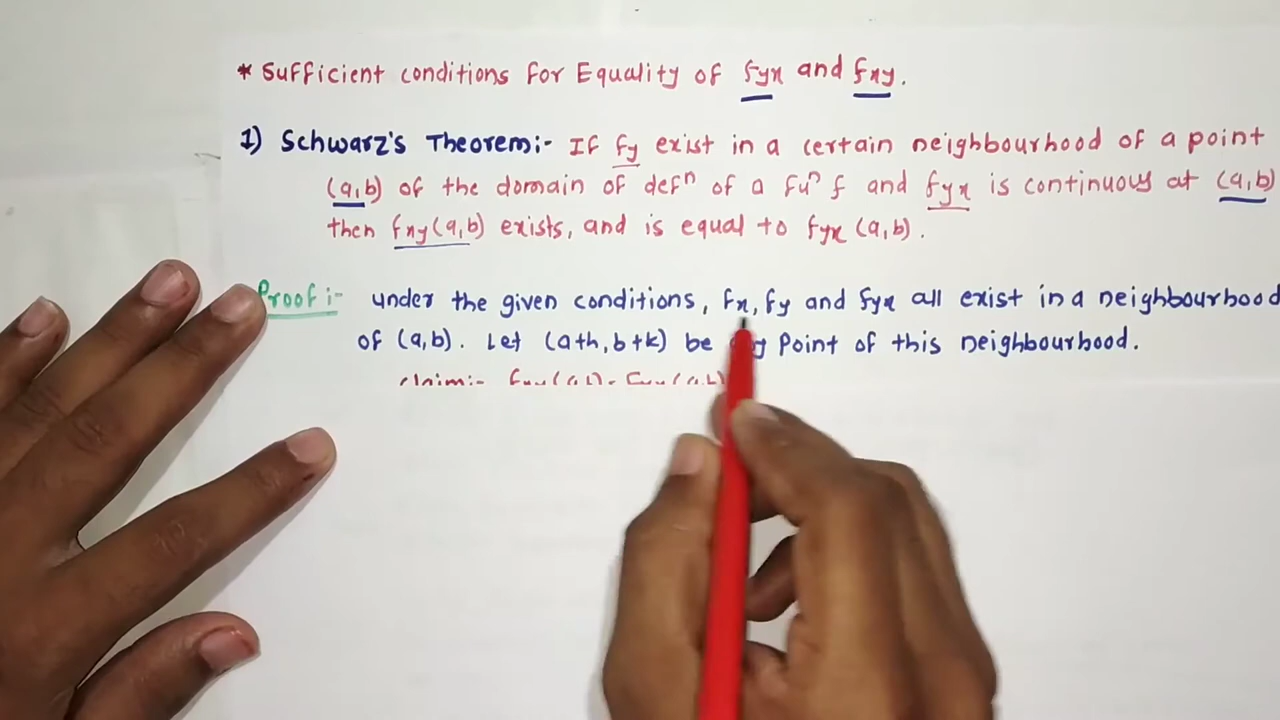 * Sufficient conditions for Equality of fyx and fxy.
1) Schwarz's Theorem:- If fy exist in a certain neighbourhood of a point
(a,b) of the domain of defⁿ of a fuⁿ f and fyx is continuous at (a,b)
then fxy(a,b) exists, and is equal to fyx (a,b).
Proof:- under the given conditions, fx, fy and fyx all exist in a neighbourhood
of (a,b). Let (a+h, b+k) be point of this neighbourhood.
claim:-